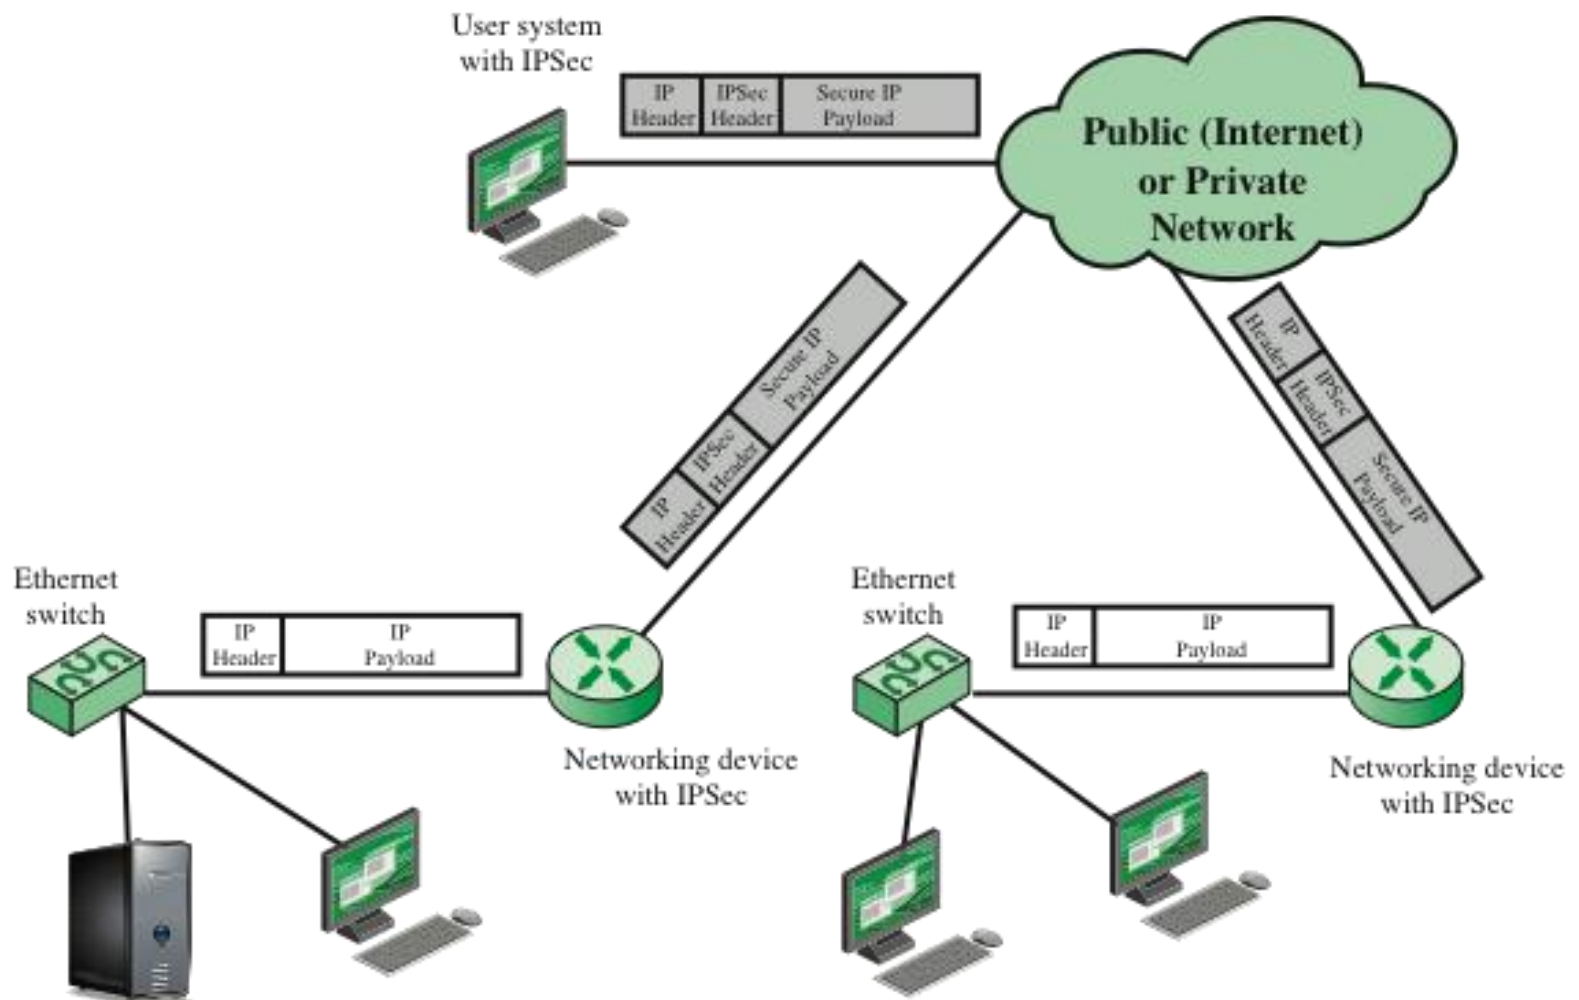 User system
with IPSec
IP
Header
IPSec
Header
Secure IP
Payload
Public (Internet)
or Private
Network
IP
Header
IPSec
Header
Secure IP
Payload
IP
Header
IPSec
Header
Secure IP
Payload
Ethernet
switch
IP
Header
IP
Payload
Networking device
with IPSec
Ethernet
switch
IP
Header
IP
Payload
Networking device
with IPSec